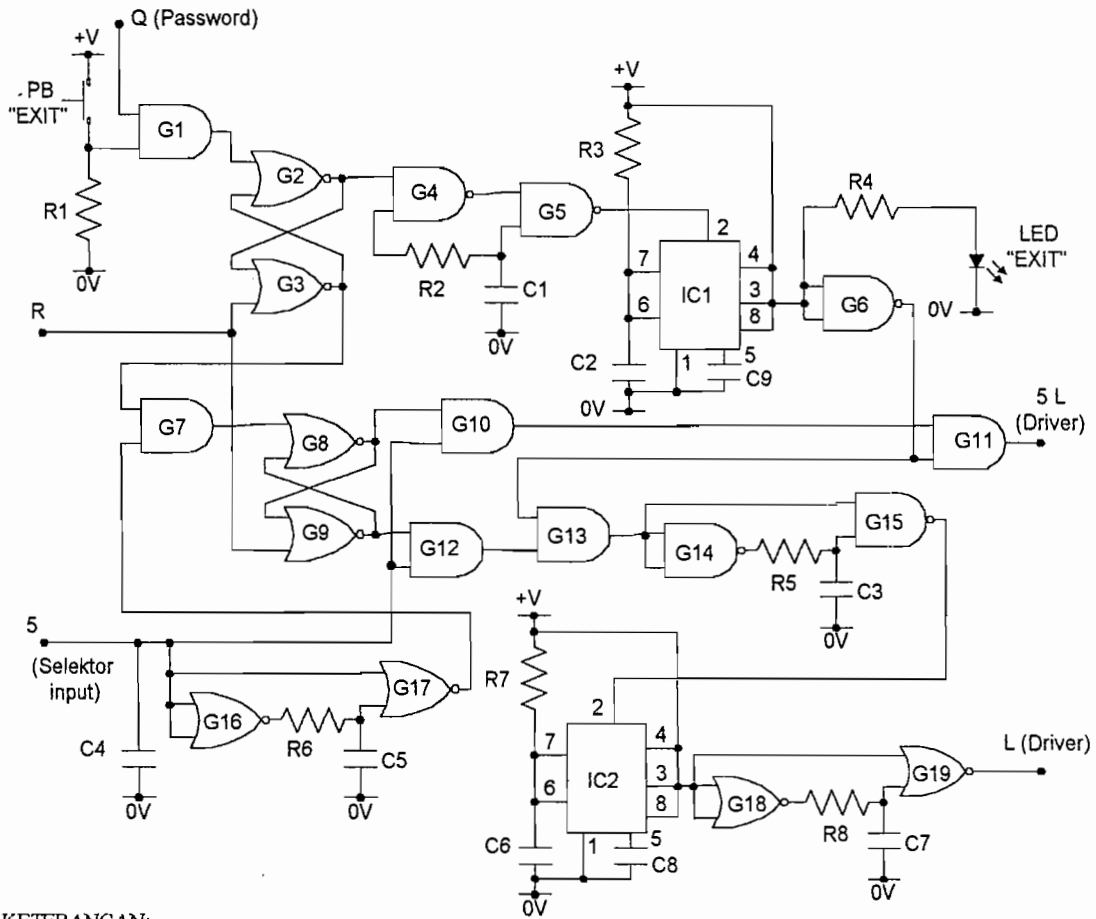 Q (Password)
+V
PB
"EXIT"
G1
R1
0V
G2
G3
R
G4
R2
G5
C1
0V
+V
R3
7
6
2
4
3
8
IC1
1
5
C2
C9
0V
R4
LED
"EXIT"
G6
0V
G7
G8
G9
G10
G11
5 L
(Driver)
G12
G13
G14
R5
G15
C3
0V
5
(Selektor
input)
G16
R6
G17
C4
C5
0V
0V
+V
R7
7
6
2
4
3
8
IC2
1
5
C6
C8
0V
G18
R8
G19
L (Driver)
C7
0V
KETERANGAN: